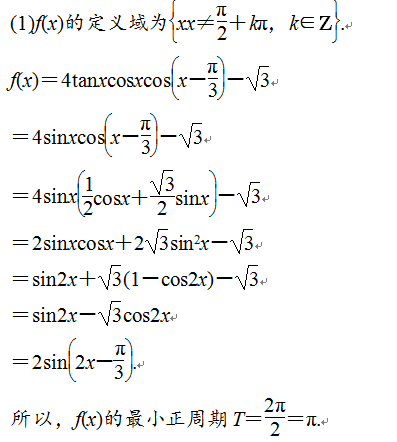 (1)f(x)的定义域为{xx≠π/2+kπ, k∈Z}.
f(x)=4tanxcosxcos(x-π/3)-√3
=4sinxcos(x-π/3)-√3
=4sinx(1/2cosx+√3/2sinx)-√3
=2sinxcosx+2√3sin²x-√3
=sin2x+√3(1-cos2x)-√3
=sin2x-√3cos2x
=2sin(2x-π/3).
所以, f(x)的最小正周期T=2π/2=π.